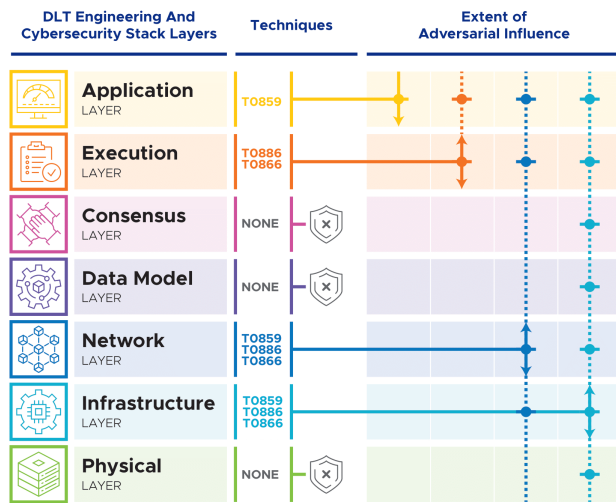 DLT Engineering And
Cybersecurity Stack Layers
Techniques
Extent of
Adversarial Influence
Application
LAYER
T0859
Execution
LAYER
T0886
T0866
Consensus
LAYER
NONE
Data Model
LAYER
NONE
Network
LAYER
T0859
T0886
T0866
Infrastructure
LAYER
T0859
T0886
T0866
Physical
LAYER
NONE